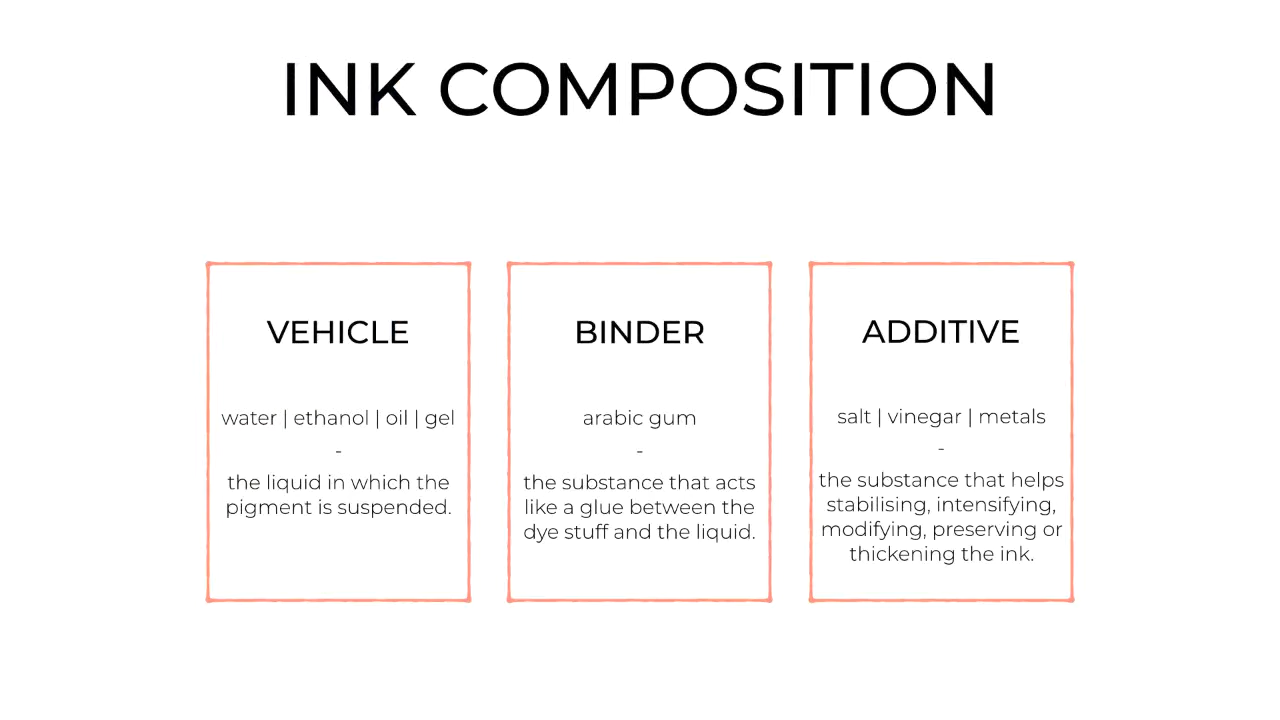 INK COMPOSITION
VEHICLE
water | ethanol | oil | gel
-
the liquid in which the
pigment is suspended.
BINDER
arabic gum
-
the substance that acts
like a glue between the
dye stuff and the liquid.
ADDITIVE
salt | vinegar | metals
-
the substance that helps
stabilising, intensifying,
modifying, preserving or
thickening the ink.